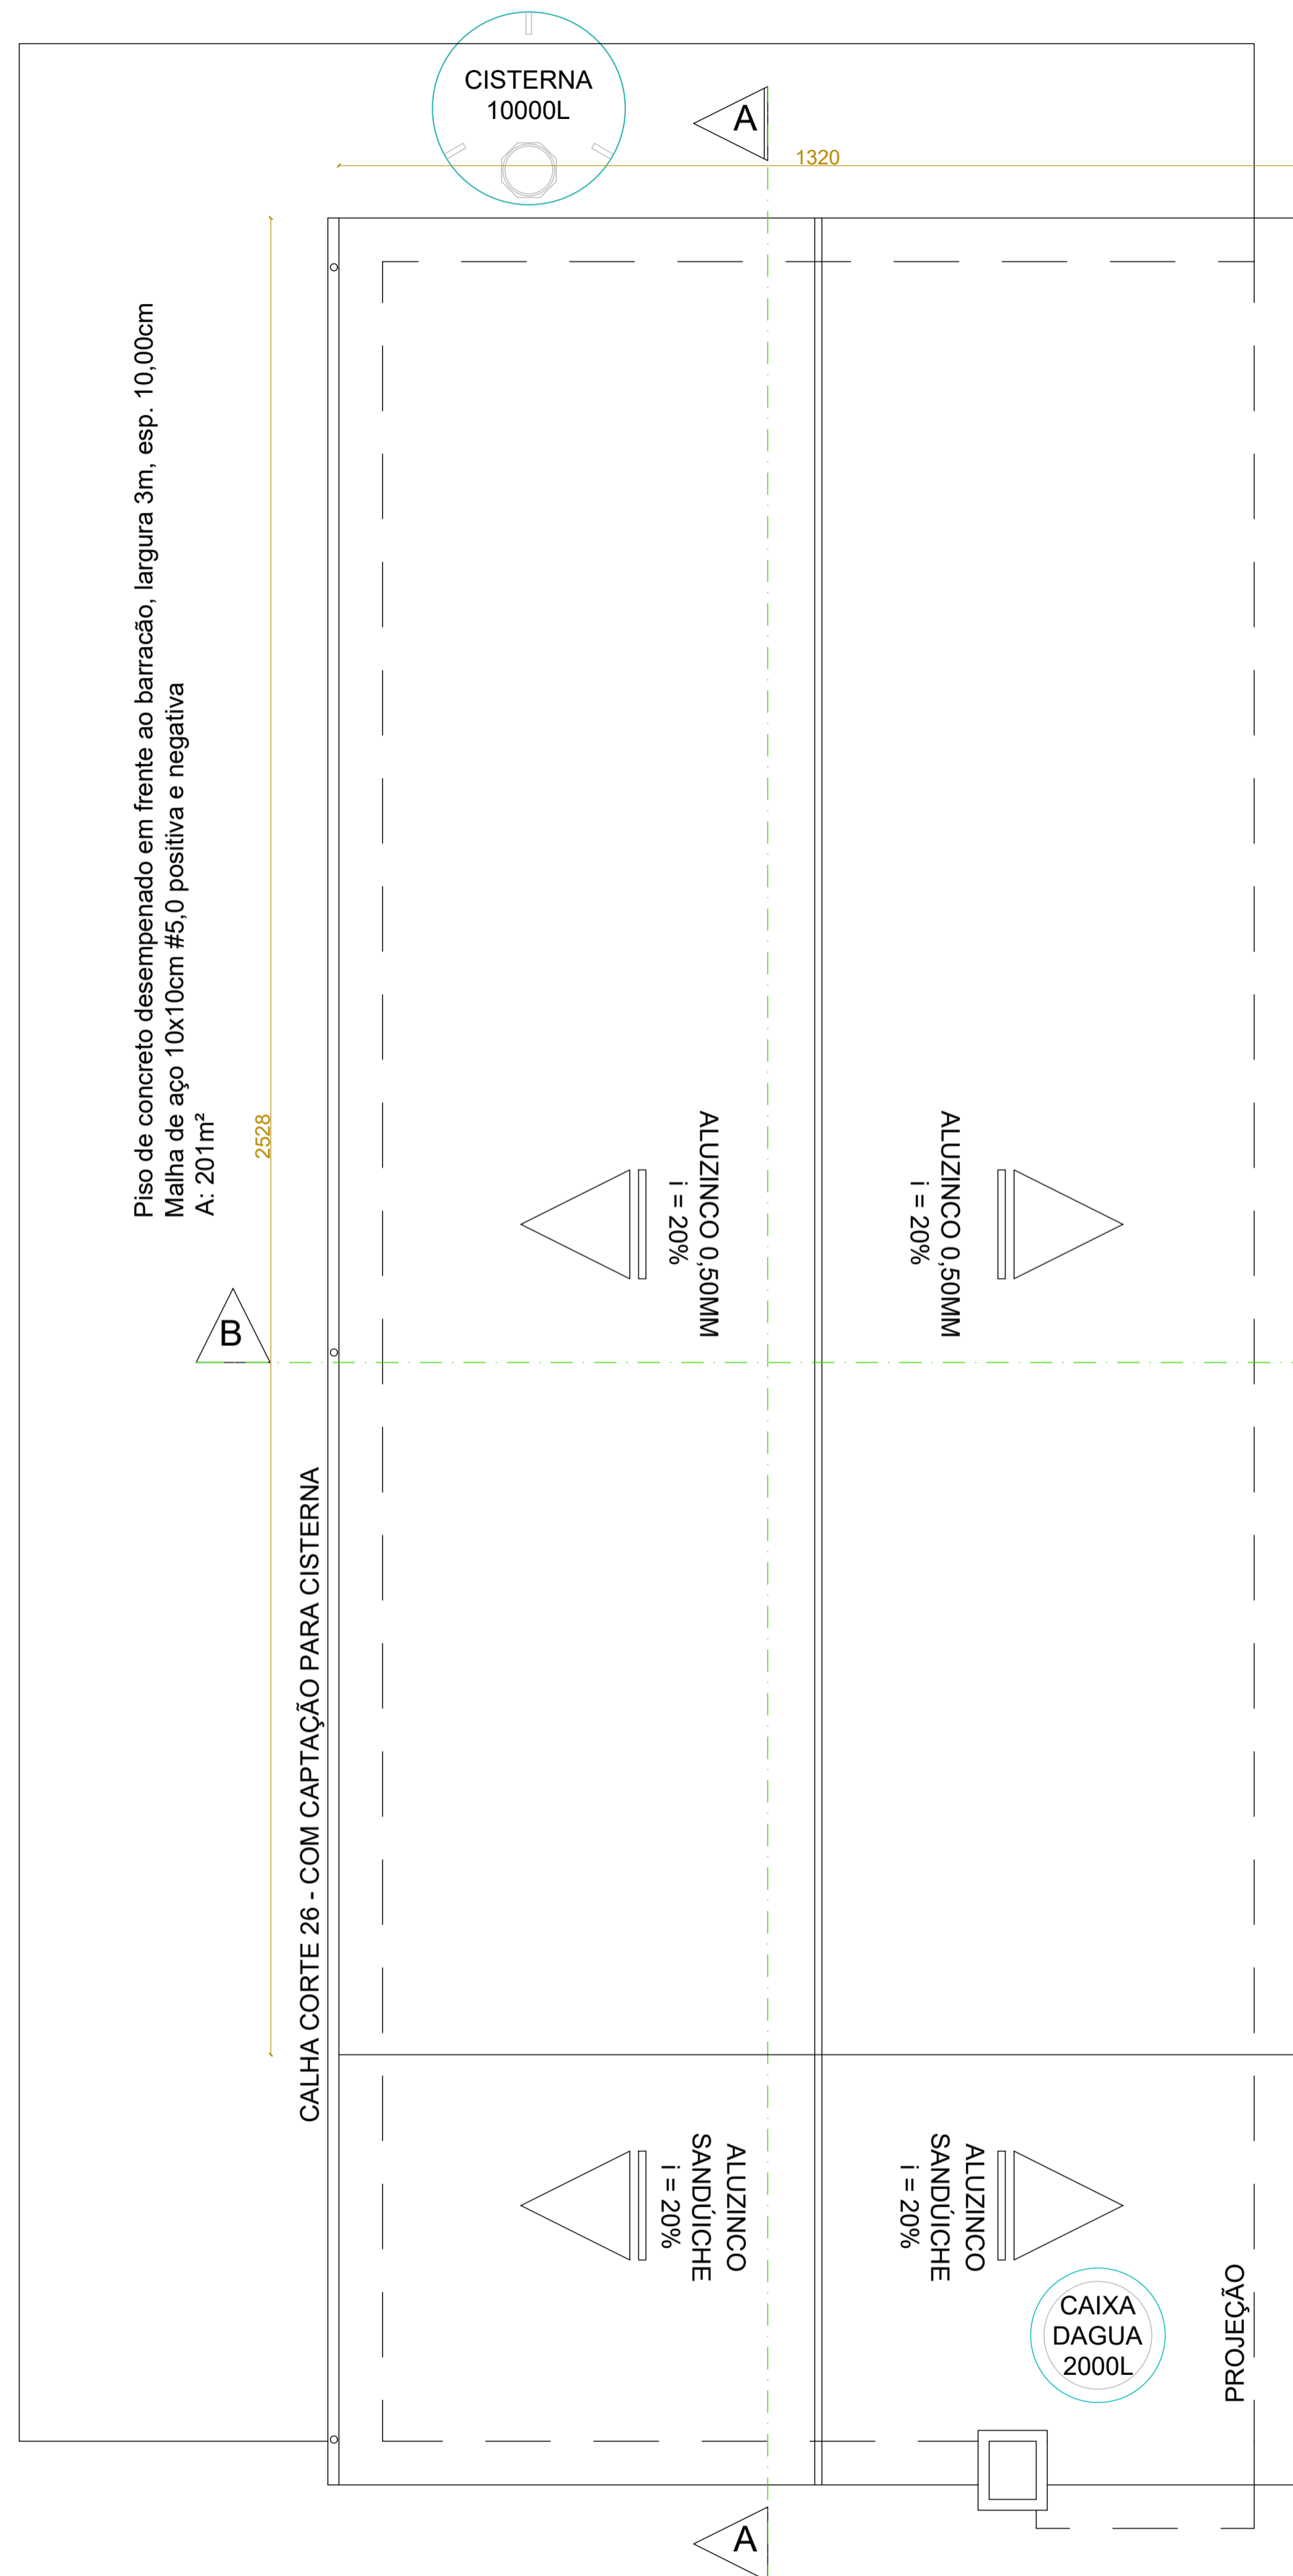 CISTERNA
10000L
A
1320
Piso de concreto desempenado em frente ao barracão, largura 3m, esp. 10,00cm
Malha de aço 10x10cm #5,0 positiva e negativa
A: 201m²
2528
ALUZINCO 0,50MM
i = 20%
ALUZINCO 0,50MM
i = 20%
B
CALHA CORTE 26 - COM CAPTAÇÃO PARA CISTERNA
ALUZINCO
SANDÚICHE
i = 20%
ALUZINCO
SANDÚICHE
i = 20%
CAIXA
DAGUA
2000L
PROJEÇÃO
A